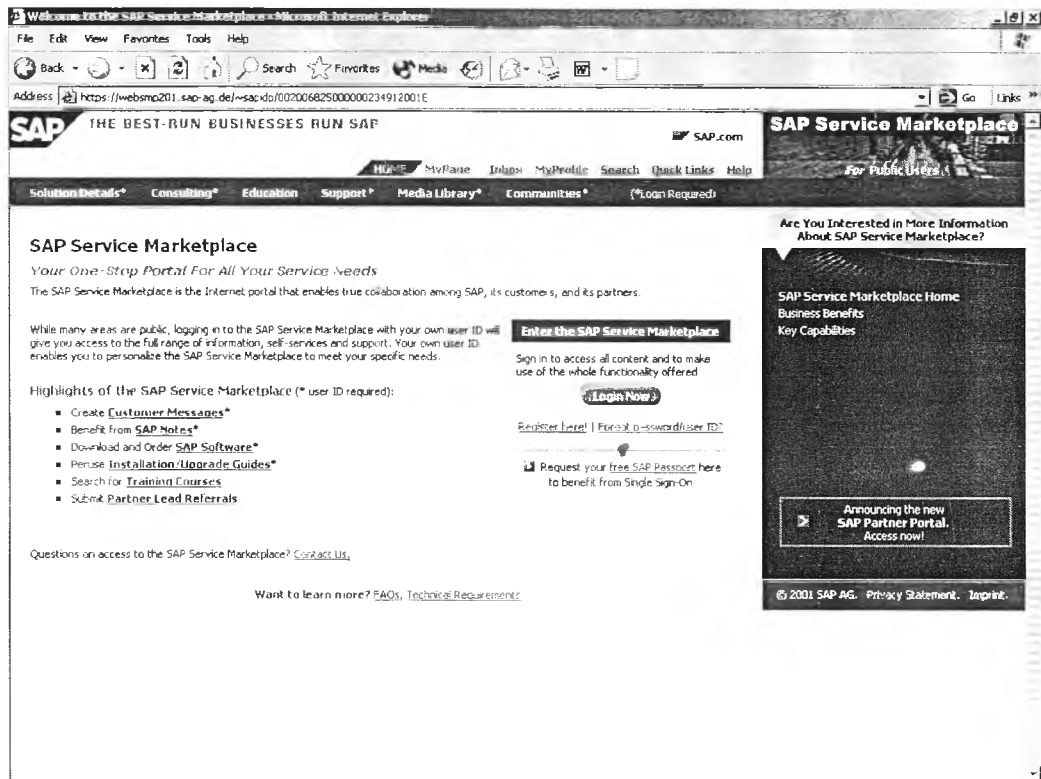 Welcome to the SAP Service Marketplace - Microsoft Internet Explorer
File Edit View Favorites Tools Help
Back Search Favorites Media
Address https://websmp201.sap-ag.de/~sapidp/002006825000000234912001E Go Links »
SAP THE BEST-RUN BUSINESSES RUN SAP
SAP.com
SAP Service Marketplace
For Public Users
HOME MyPage Inbox MyProfile Search Quick Links Help
Solution Details* Consulting* Education Support* Media Library* Communities* (*Login Required)
Are You Interested in More Information
About SAP Service Marketplace?
SAP Service Marketplace Home
Business Benefits
Key Capabilities
Announcing the new
SAP Partner Portal.
Access now!
© 2001 SAP AG. Privacy Statement. Imprint.
SAP Service Marketplace
Your One-Stop Portal For All Your Service Needs
The SAP Service Marketplace is the Internet portal that enables true collaboration among SAP, its customers, and its partners.
While many areas are public, logging in to the SAP Service Marketplace with your own user ID will
give you access to the full range of information, self-services and support. Your own user ID
enables you to personalize the SAP Service Marketplace to meet your specific needs.
Highlights of the SAP Service Marketplace (* user ID required):
▪ Create Customer Messages*
▪ Benefit from SAP Notes*
▪ Download and Order SAP Software*
▪ Peruse Installation/Upgrade Guides*
▪ Search for Training Courses
▪ Submit Partner Lead Referrals
Enter the SAP Service Marketplace
Sign in to access all content and to make
use of the whole functionality offered
Login Now
Register here! | Forgot password/user ID?
Request your free SAP Passport here
to benefit from Single Sign-On
Questions on access to the SAP Service Marketplace? Contact Us.
Want to learn more? FAQs, Technical Requirements